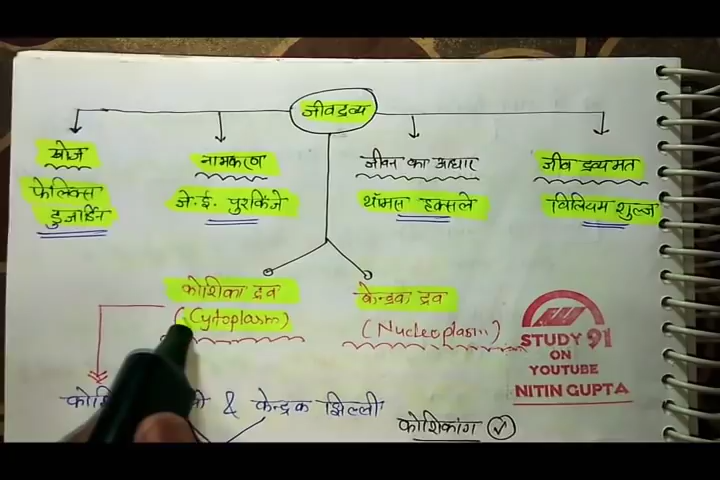 जीवद्रव्य
खोज
नामकरण
जीवन का आधार
जीव द्रव्यमत
फेलिक्स
डुजार्डिन
जे.ई. पुरकिंजे
थॉमस हक्सले
विलियम शुल्ज
कोशिका द्रव
(Cytoplasm)
केन्द्रक द्रव
(Nucleoplasm)
STUDY 91
ON
YOUTUBE
NITIN GUPTA
& केन्द्रक झिल्ली
कोशिकांग